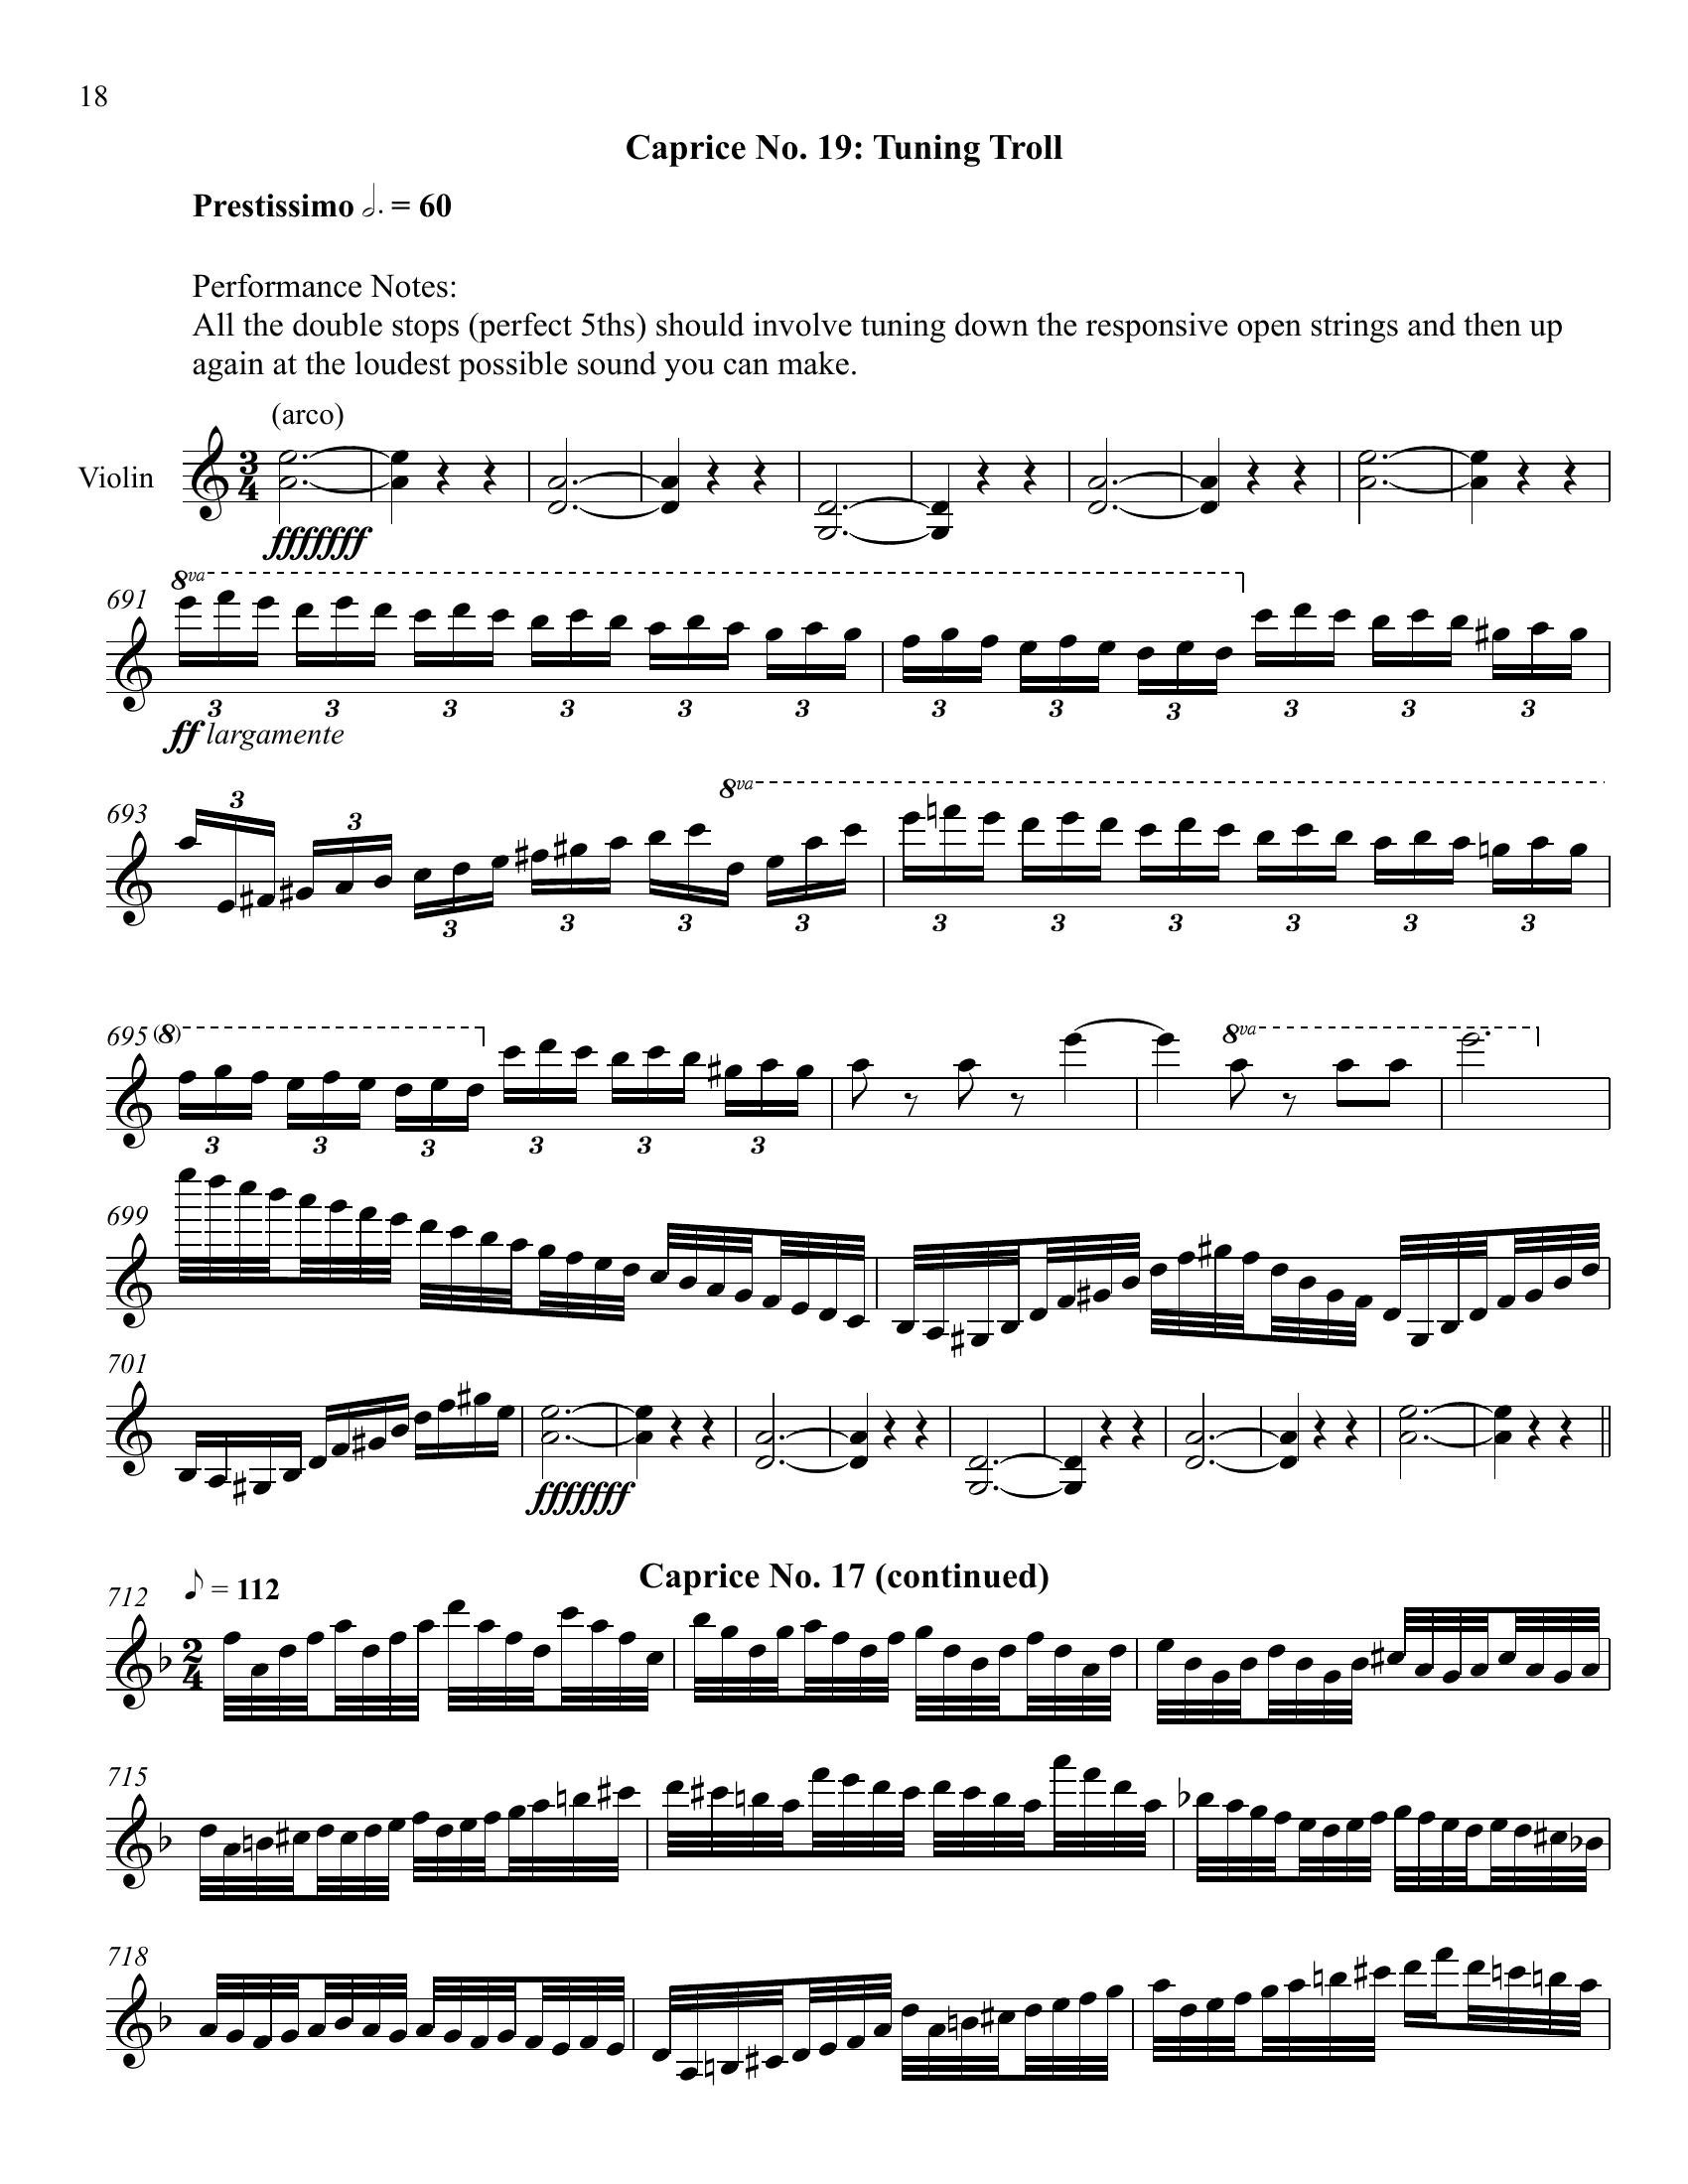 18
Caprice No. 19: Tuning Troll
Prestissimo 𝅗𝅥. = 60
Performance Notes:
All the double stops (perfect 5ths) should involve tuning down the responsive open strings and then up
again at the loudest possible sound you can make.
(arco)
Violin
3
4
fffffff
8va
691
3 3 3 3 3 3 3 3 3 3 3 3
ff largamente
8va
693
3 3
3 3 3 3 3 3 3 3 3 3
695 (8) 8va
3 3 3 3 3 3
699
701
fffffff
Caprice No. 17 (continued)
712 ♪ = 112
2
4
715
718